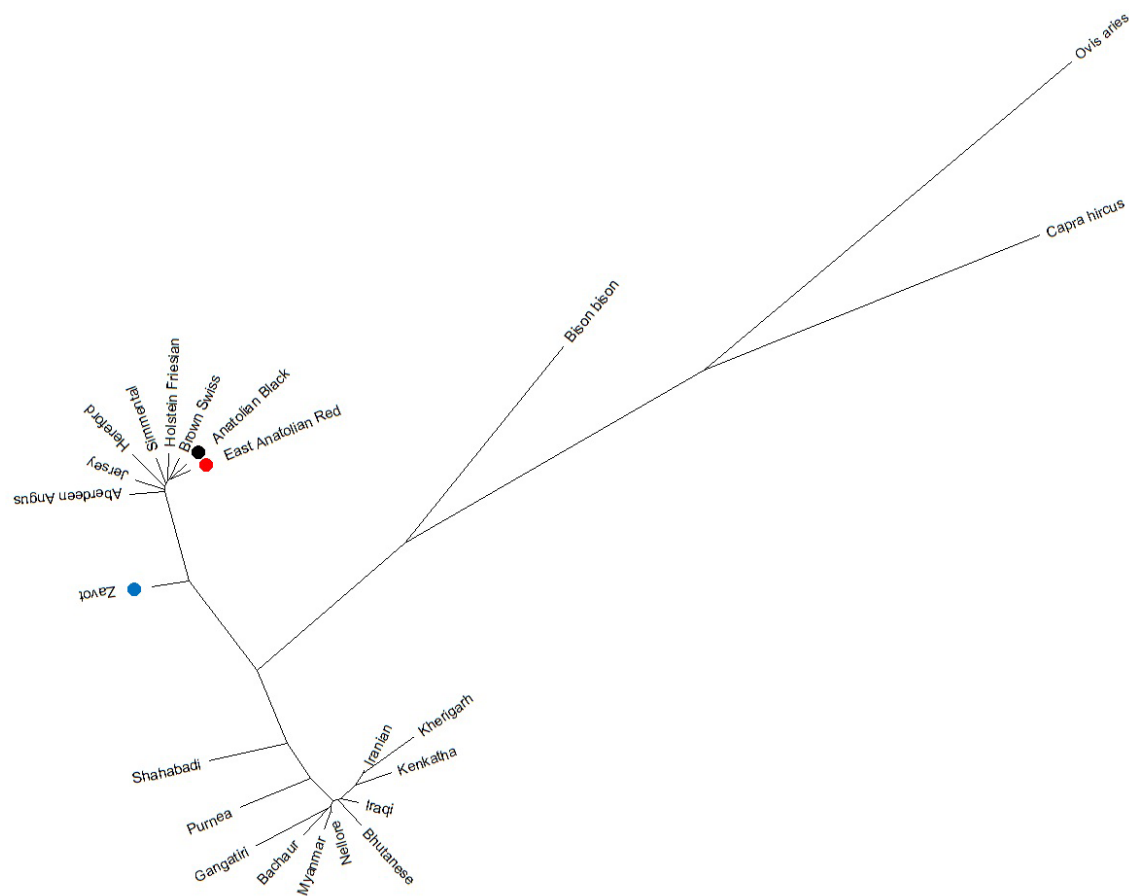 Ovis aries
Capra hircus
Bison bison
Holstein Friesian
Simmental
Hereford
Brown Swiss
Anatolian Black
East Anatolian Red
Jersey
Aberdeen Angus
Zavot
Shahabadi
Purnea
Gangatiri
Bachaur
Myanmar
Nellore
Bhutanese
Iraqi
Kenkatha
Iranian
Kherigarh